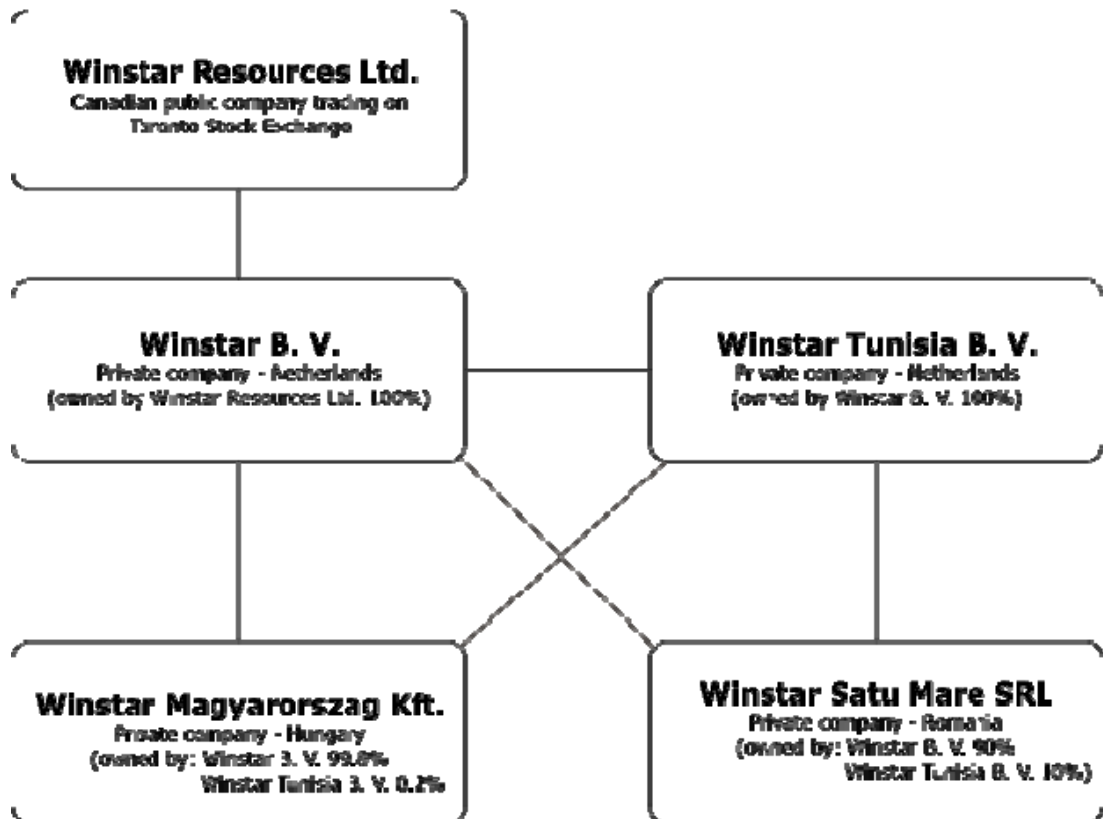 Winstar Resources Ltd.
Canadian public company trading on
Toronto Stock Exchange
Winstar B. V.
Private company - Netherlands
(owned by Winstar Resources Ltd. 100%)
Winstar Tunisia B. V.
Private company - Netherlands
(owned by Winstar B. V. 100%)
Winstar Magyarorszag Kft.
Private company - Hungary
(owned by: Winstar B. V. 99.8%
Winstar Tunisia B. V. 0.2%
Winstar Satu Mare SRL
Private company - Romania
(owned by: Winstar B. V. 90%
Winstar Tunisia B. V. 10%)